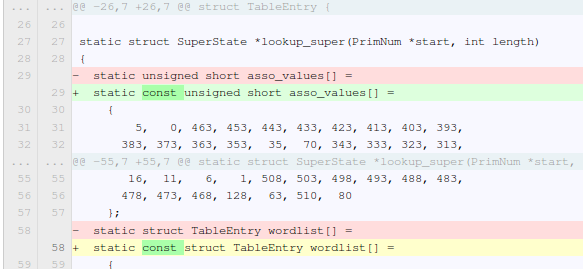 ... ... @@ -26,7 +26,7 @@ struct TableEntry {
26 26
27 27 static struct SuperState *lookup_super(PrimNum *start, int length)
28 28 {
29 - static unsigned short asso_values[] =
29 + static const unsigned short asso_values[] =
30 30 {
31 31 5, 0, 463, 453, 443, 433, 423, 413, 403, 393,
32 32 383, 373, 363, 353, 35, 70, 343, 333, 323, 313,
... ... @@ -55,7 +55,7 @@ static struct SuperState *lookup_super(PrimNum *start,
55 55 16, 11, 6, 1, 508, 503, 498, 493, 488, 483,
56 56 478, 473, 468, 128, 63, 510, 80
57 57 };
58 - static struct TableEntry wordlist[] =
58 + static const struct TableEntry wordlist[] =
59 59 {